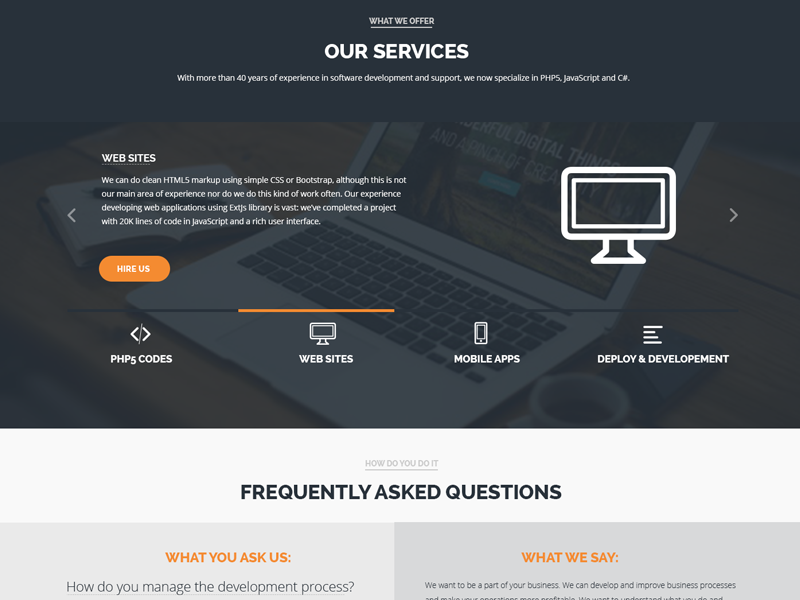 WHAT WE OFFER
OUR SERVICES
With more than 40 years of experience in software development and support, we now specialize in PHP5, JavaScript and C#.
WEB SITES
We can do clean HTML5 markup using simple CSS or Bootstrap, although this is not
our main area of experience nor do we do this kind of work often. Our experience
developing web applications using ExtJs library is vast: we've completed a project
with 20K lines of code in JavaScript and a rich user interface.
DERFUL DIGITAL THINGS
AND A PINCH OF
HIRE US
PHP5 CODES
WEB SITES
MOBILE APPS
DEPLOY & DEVELOPEMENT
HOW DO YOU DO IT
FREQUENTLY ASKED QUESTIONS
WHAT YOU ASK US:
How do you manage the development process?
WHAT WE SAY:
We want to be a part of your business. We can develop and improve business processes
and make your operations more profitable. We want to understand what you do and